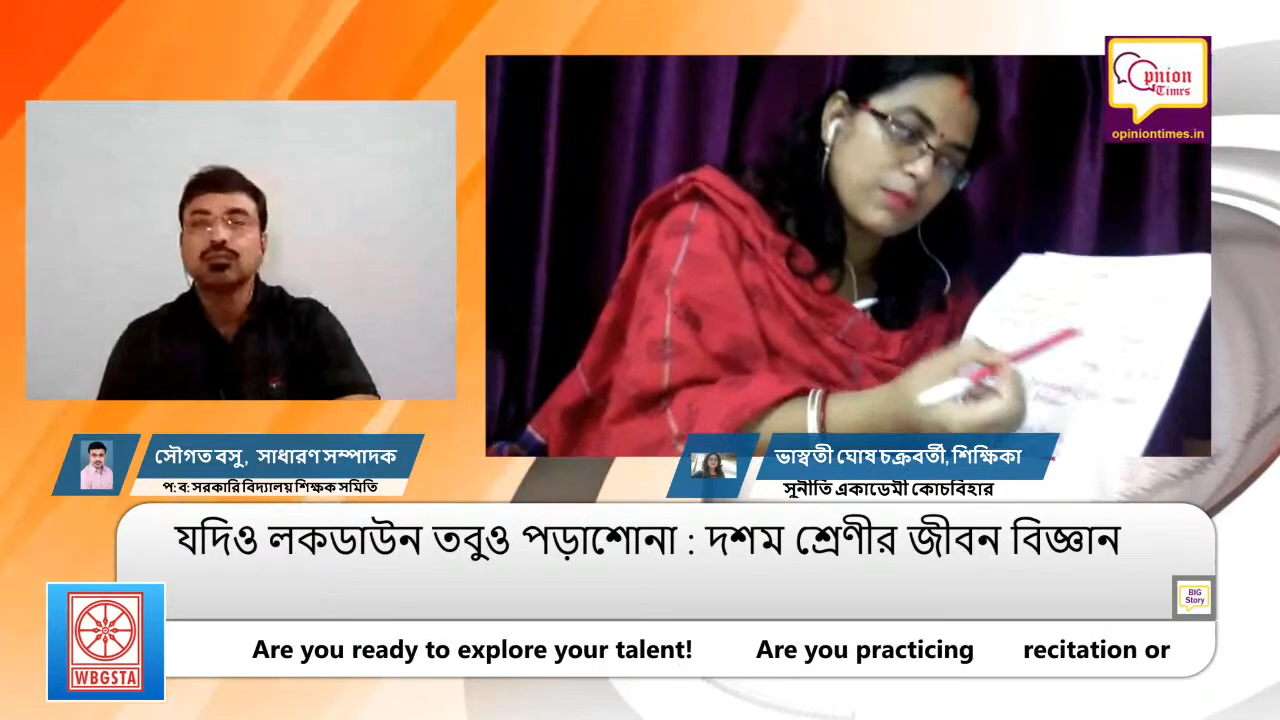 Opnion
Times
opiniontimes.in
সৌগত বসু, সাধারণ সম্পাদক
প: ব: সরকারি বিদ্যালয় শিক্ষক সমিতি
ভাস্বতী ঘোষ চক্রবর্তী, শিক্ষিকা
সুনীতি একাডেমী কোচবিহার
যদিও লকডাউন তবুও পড়াশোনা : দশম শ্রেণীর জীবন বিজ্ঞান
BIG
Story
Are you ready to explore your talent! Are you practicing recitation or
WBGSTA